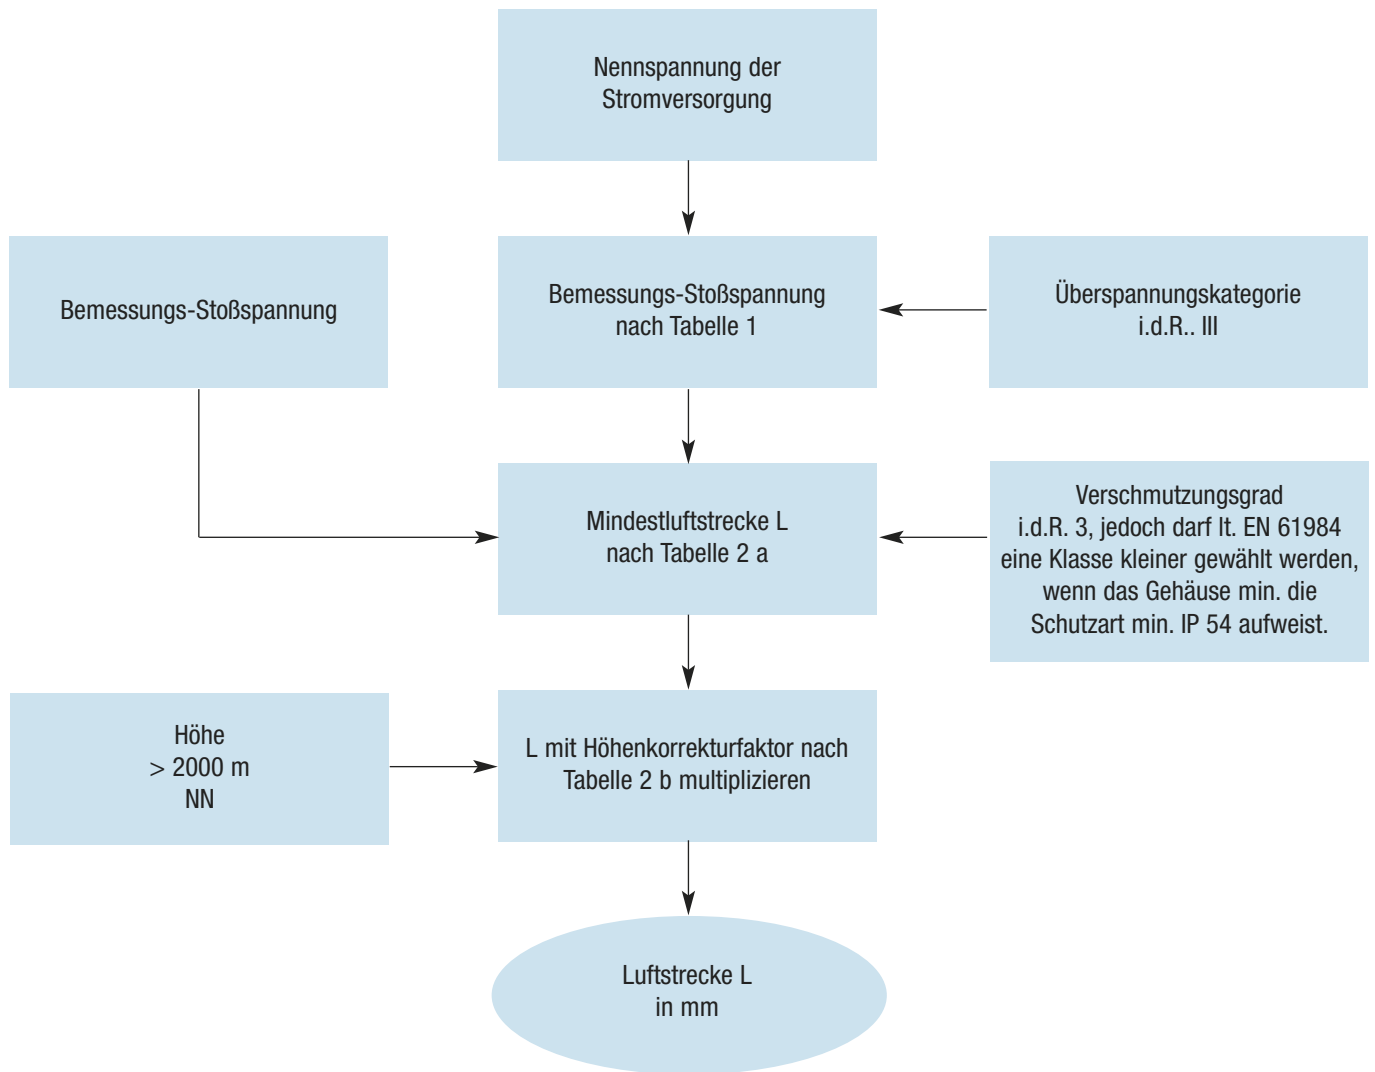 Nennspannung der
Stromversorgung
Bemessungs-Stoßspannung
Bemessungs-Stoßspannung
nach Tabelle 1
Überspannungskategorie
i.d.R.. III
Mindestluftstrecke L
nach Tabelle 2 a
Verschmutzungsgrad
i.d.R. 3, jedoch darf lt. EN 61984
eine Klasse kleiner gewählt werden,
wenn das Gehäuse min. die
Schutzart min. IP 54 aufweist.
Höhe
> 2000 m
NN
L mit Höhenkorrekturfaktor nach
Tabelle 2 b multiplizieren
Luftstrecke L
in mm